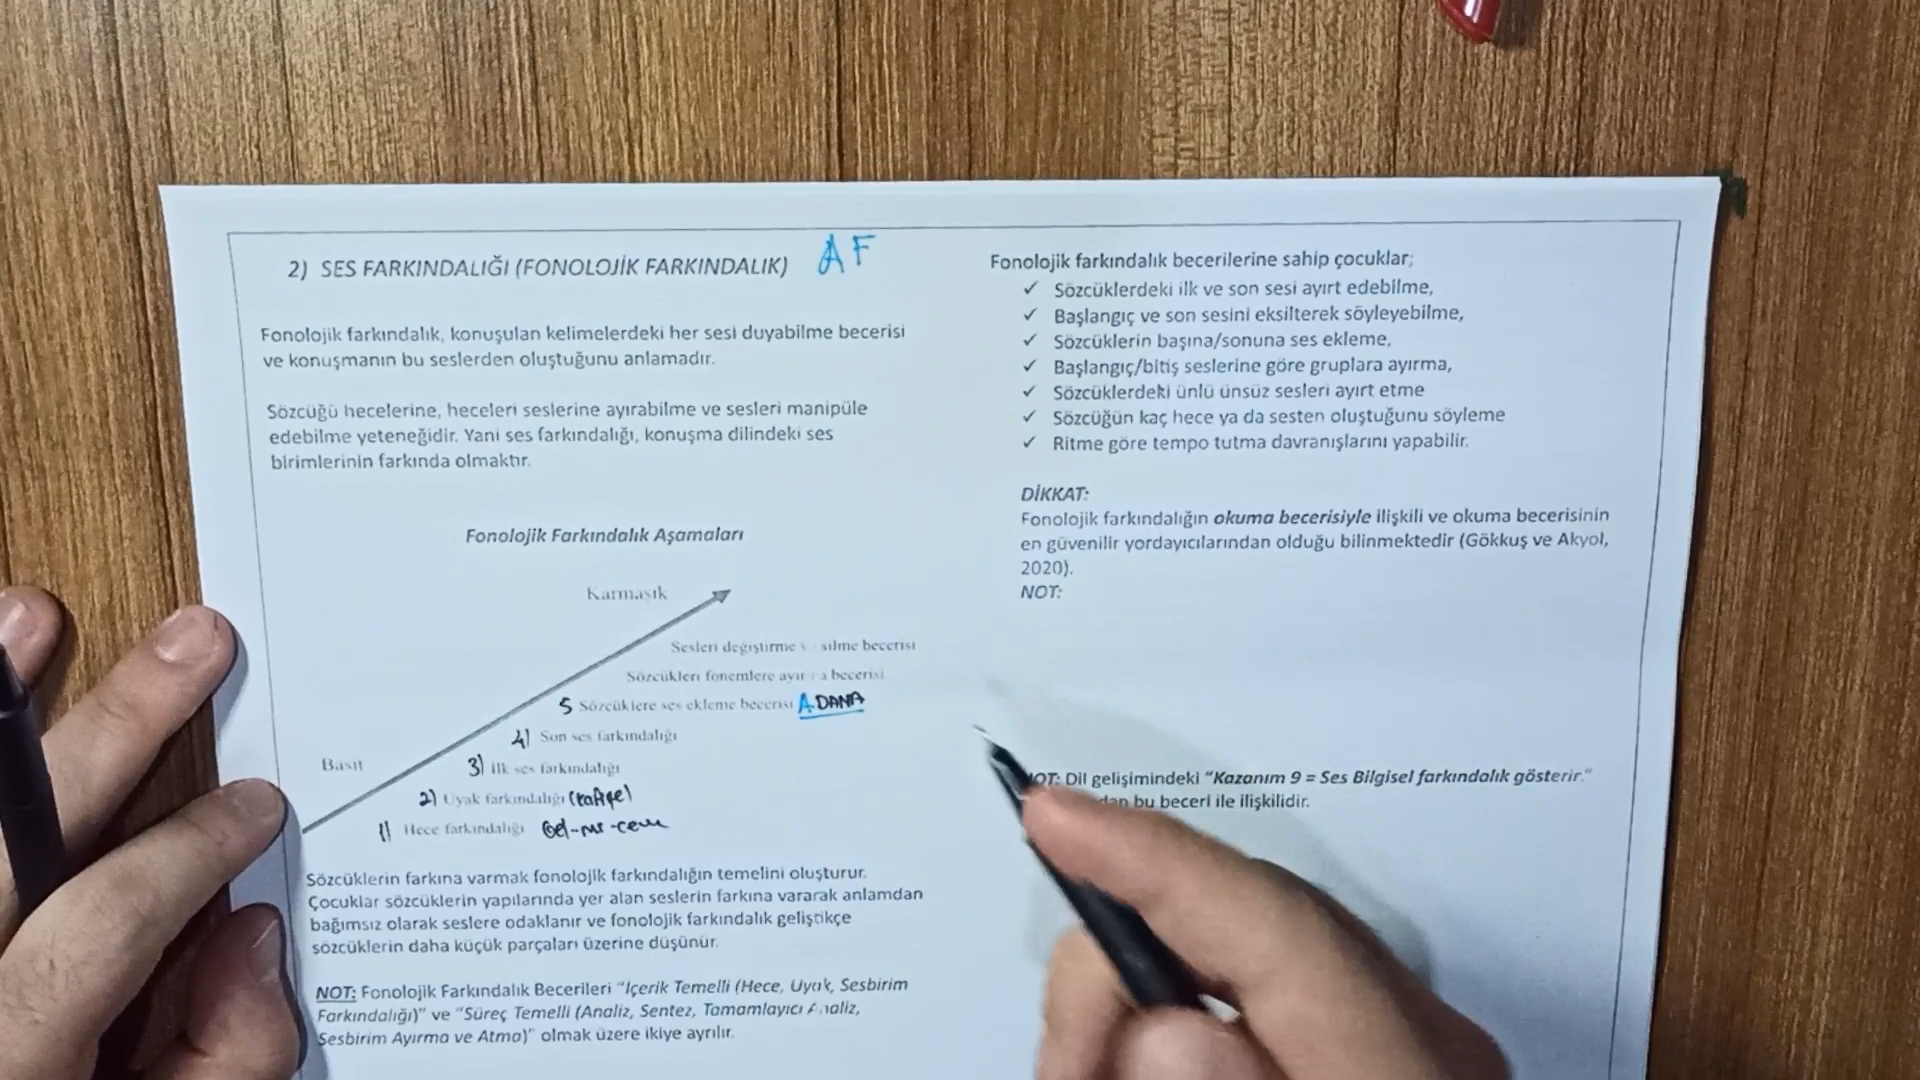 2) SES FARKINDALIĞI (FONOLOJİK FARKINDALIK) AF
Fonolojik farkındalık, konuşulan kelimelerdeki her sesi duyabilme becerisi
ve konuşmanın bu seslerden oluştuğunu anlamadır.
Sözcüğü hecelerine, heceleri seslerine ayırabilme ve sesleri manipüle
edebilme yeteneğidir. Yani ses farkındalığı, konuşma dilindeki ses
birimlerinin farkında olmaktır.
Fonolojik Farkındalık Aşamaları
Karmaşık
Sesleri değiştirme silme becerisi
Sözcükleri fonemlere becerisi
5 Sözcüklere ses ekleme becerisi A DANA
4) Son ses farkındalığı
Basit
3) İlk ses farkındalığı
2) Uyak farkındalığı (kafiye)
1) Hece farkındalığı
Sözcüklerin farkına varmak fonolojik farkındalığın temelini oluşturur.
Çocuklar sözcüklerin yapılarında yer alan seslerin farkına vararak anlamdan
bağımsız olarak seslere odaklanır ve fonolojik farkındalık geliştikçe
sözcüklerin daha küçük parçaları üzerine düşünür.
NOT: Fonolojik Farkındalık Becerileri “İçerik Temelli (Hece, Uyak, Sesbirim
Farkındalığı)” ve “Süreç Temelli (Analiz, Sentez, Tamamlayıcı Analiz,
Sesbirim Ayırma ve Atma)” olmak üzere ikiye ayrılır.
Fonolojik farkındalık becerilerine sahip çocuklar;
✓ Sözcüklerdeki ilk ve son sesi ayırt edebilme,
✓ Başlangıç ve son sesini eksilterek söyleyebilme,
✓ Sözcüklerin başına/sonuna ses ekleme,
✓ Başlangıç/bitiş seslerine göre gruplara ayırma,
✓ Sözcüklerdeki ünlü ünsüz sesleri ayırt etme
✓ Sözcüğün kaç hece ya da sesten oluştuğunu söyleme
✓ Ritme göre tempo tutma davranışlarını yapabilir.
DİKKAT:
Fonolojik farkındalığın okuma becerisiyle ilişkili ve okuma becerisinin
en güvenilir yordayıcılarından olduğu bilinmektedir (Gökkuş ve Akyol,
2020).
NOT:
NOT: Dil gelişimindeki “Kazanım 9 = Ses Bilgisel farkındalık gösterir.”
bu beceri ile ilişkilidir.